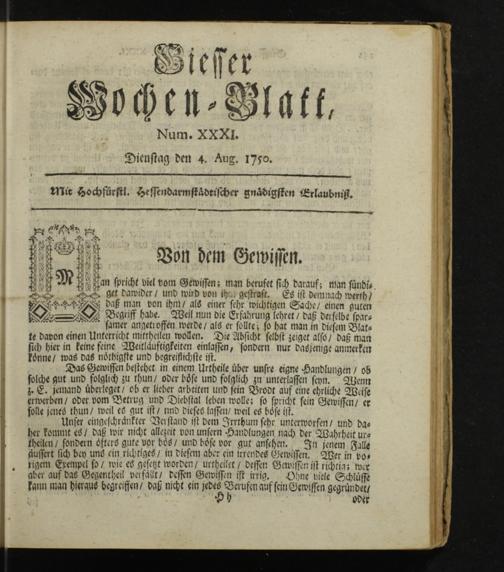 Giesser
Wochen-Blatt,
Num. XXXI.
Dienstag den 4. Aug. 1750.
Mit Hochfürstl. Hessendarmstädtischer gnädigsten Erlaubniß.
Von dem Gewissen.
Man spricht viel vom Gewissen; man berufet sich darauf; man sündi-
get dawider / und wird von ihm gestraft. Es ist demnach werth /
daß man von ihm / als einer sehr wichtigen Sache / einen guten
Begriff habe. Weil nun die Erfahrung lehret / daß derselbe spar-
samer angetroffen werde / als er sollte; so hat man in diesem Blat-
te davon einen Unterricht mittheilen wollen. Die Absicht selbst zeiget also / daß man
sich hier in keine feine Weitläuftigkeiten einlassen, sondern nur dasjenige anmerken
könne / was das nöthigste und begreiflichste ist.
Das Gewissen bestehet in einem Urtheile über unsre eigne Handlungen / ob
solche gut und folglich zu thun / oder böse und folglich zu unterlassen seyn. Wenn
z. E. jemand überleget / ob er lieber arbeiten und sein Brodt auf eine ehrliche Weise
erwerben / oder vom Betrug und Diebstal leben wolle; so spricht sein Gewissen / er
solle jenes thun / weil es gut ist / und dieses lassen / weil es böse ist.
Unser eingeschränkter Verstand ist dem Irrthum sehr unterworfen / und da-
her kommt es / daß wir nicht allezeit von unsern Handlungen nach der Wahrheit ur-
theilen / sondern öfters gute vor bös / und böse vor gut ansehen. In jenem Falle
äussert sich bey uns ein richtiges / in diesem aber ein irrendes Gewissen. Wer in vo-
rigem Exempel so / wie es gesetzt worden / urtheilet / dessen Gewissen ist richtig; wer
aber auf das Gegentheil verfällt / dessen Gewissen ist irrig. Ohne viele Schlüsse
kann man hieraus begreiffen / daß nicht ein jedes Berufen auf sein Gewissen gegründet /
Hh
oder